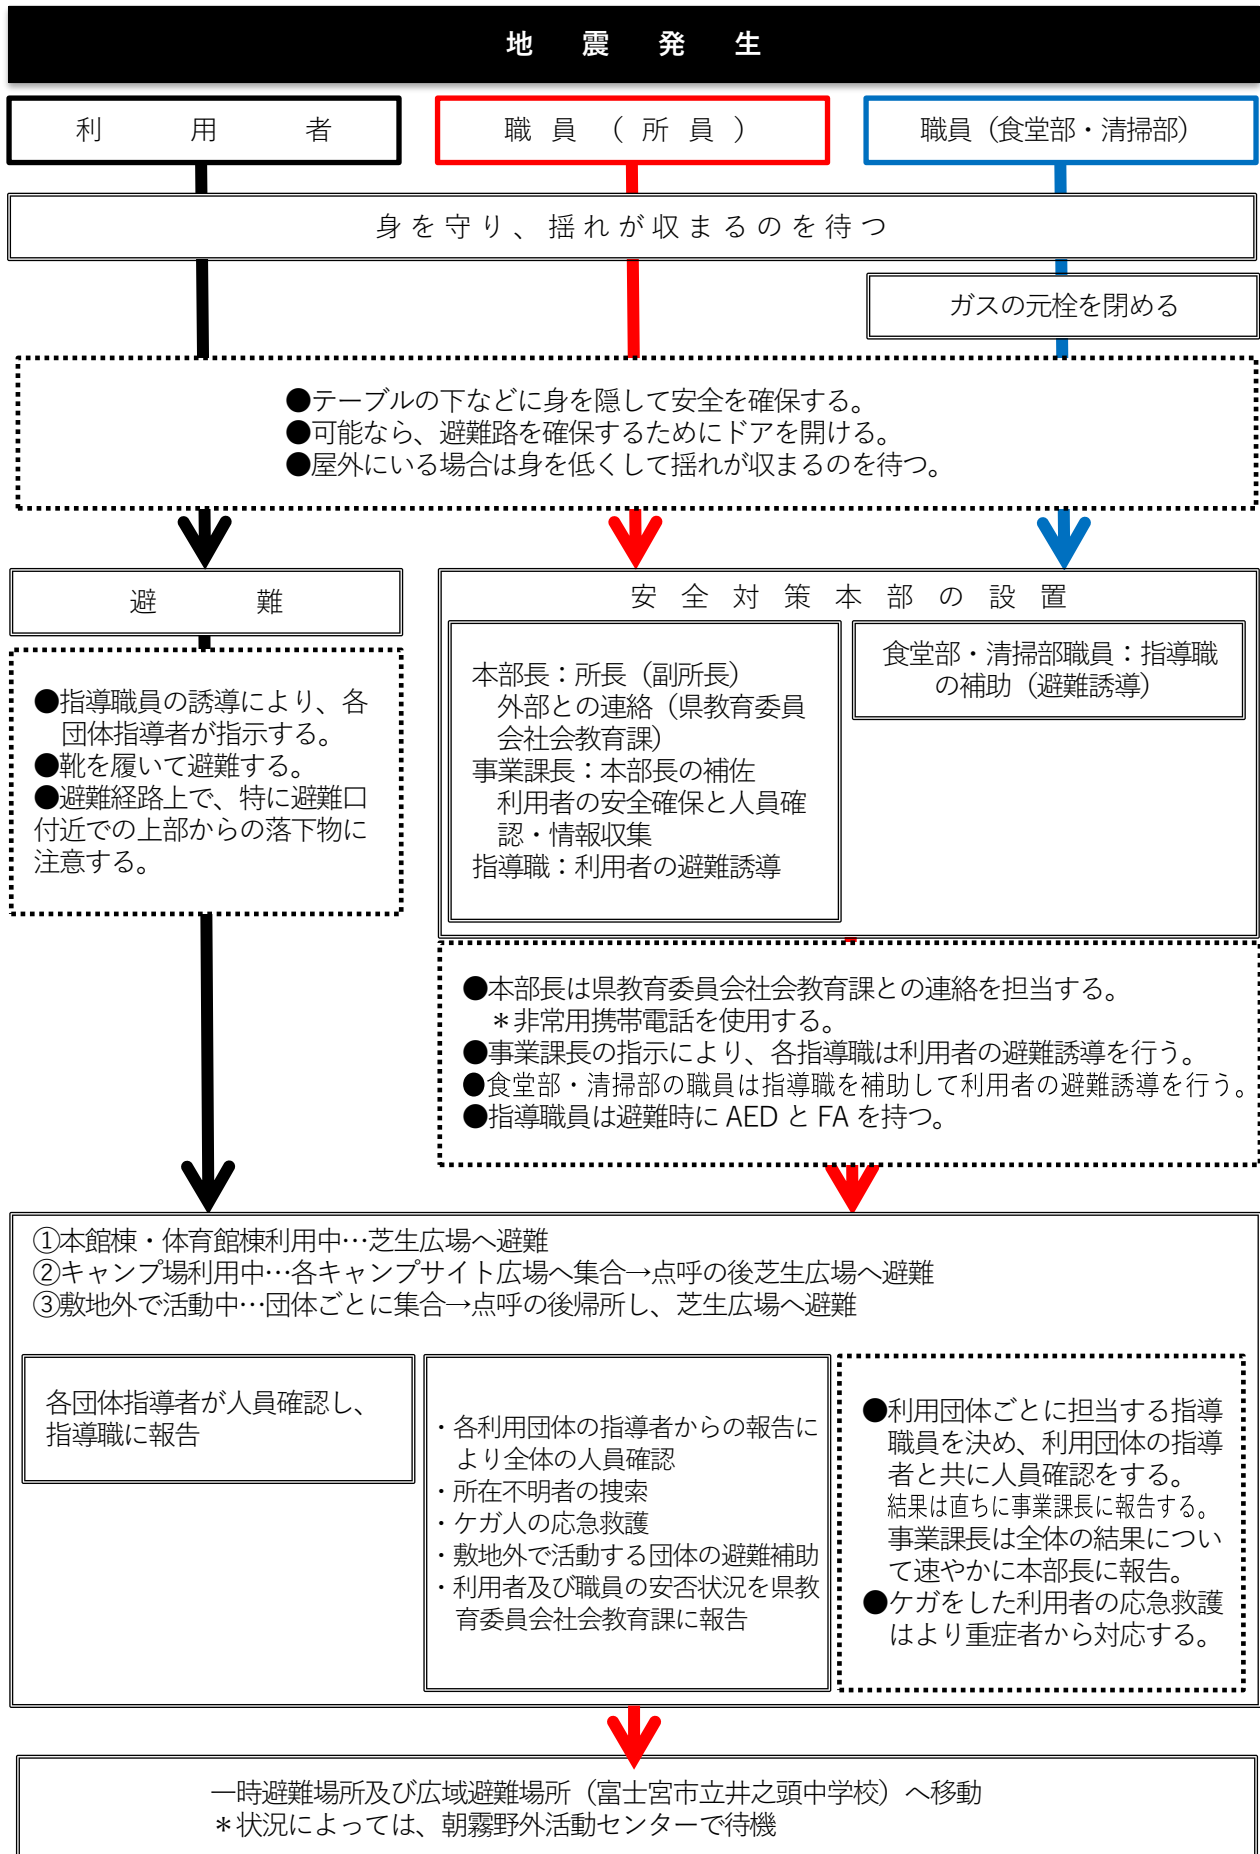 地　震　発　生
利　用　者
職 員 （ 所 員 ）
職員（食堂部・清掃部）
身を守り、揺れが収まるのを待つ
ガスの元栓を閉める
●テーブルの下などに身を隠して安全を確保する。
●可能なら、避難路を確保するためにドアを開ける。
●屋外にいる場合は身を低くして揺れが収まるのを待つ。
避　難
●指導職員の誘導により、各
団体指導者が指示する。
●靴を履いて避難する。
●避難経路上で、特に避難口
付近での上部からの落下物に
注意する。
安 全 対 策 本 部 の 設 置
本部長：所長（副所長）
外部との連絡（県教育委員
会社会教育課）
事業課長：本部長の補佐
利用者の安全確保と人員確
認・情報収集
指導職：利用者の避難誘導
食堂部・清掃部職員：指導職
の補助（避難誘導）
●本部長は県教育委員会社会教育課との連絡を担当する。
＊非常用携帯電話を使用する。
●事業課長の指示により、各指導職は利用者の避難誘導を行う。
●食堂部・清掃部の職員は指導職を補助して利用者の避難誘導を行う。
●指導職員は避難時に AED と FA を持つ。
①本館棟・体育館棟利用中…芝生広場へ避難
②キャンプ場利用中…各キャンプサイト広場へ集合→点呼の後芝生広場へ避難
③敷地外で活動中…団体ごとに集合→点呼の後帰所し、芝生広場へ避難
各団体指導者が人員確認し、
指導職に報告
・各利用団体の指導者からの報告に
より全体の人員確認
・所在不明者の捜索
・ケガ人の応急救護
・敷地外で活動する団体の避難補助
・利用者及び職員の安否状況を県教
育委員会社会教育課に報告
●利用団体ごとに担当する指導
職員を決め、利用団体の指導
者と共に人員確認をする。
結果は直ちに事業課長に報告する。
事業課長は全体の結果につい
て速やかに本部長に報告。
●ケガをした利用者の応急救護
はより重症者から対応する。
一時避難場所及び広域避難場所（富士宮市立井之頭中学校）へ移動
＊状況によっては、朝霧野外活動センターで待機